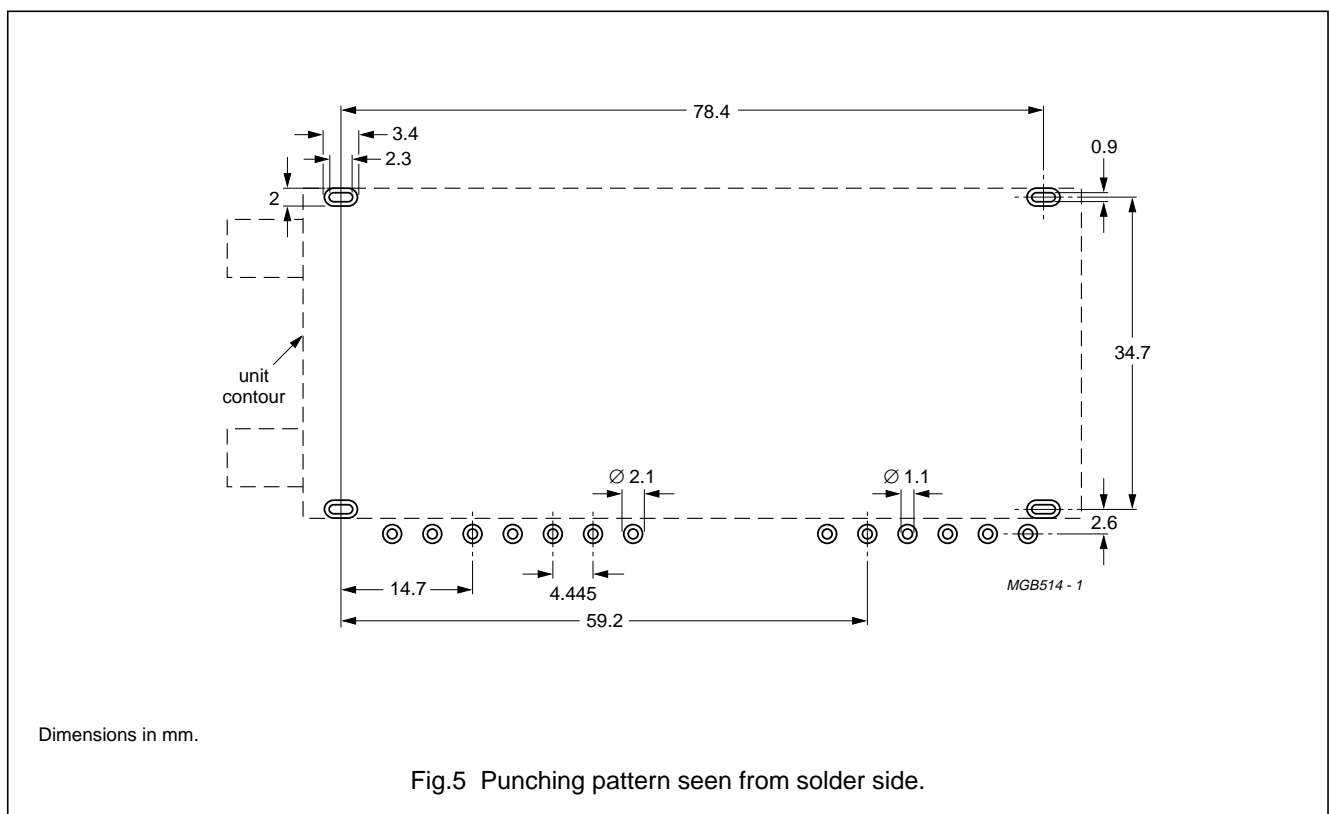 78.4
3.4
2.3
2
0.9
34.7
unit
contour
∅ 2.1
∅ 1.1
2.6
14.7
4.445
59.2
MGB514 - 1
Dimensions in mm.
Fig.5 Punching pattern seen from solder side.